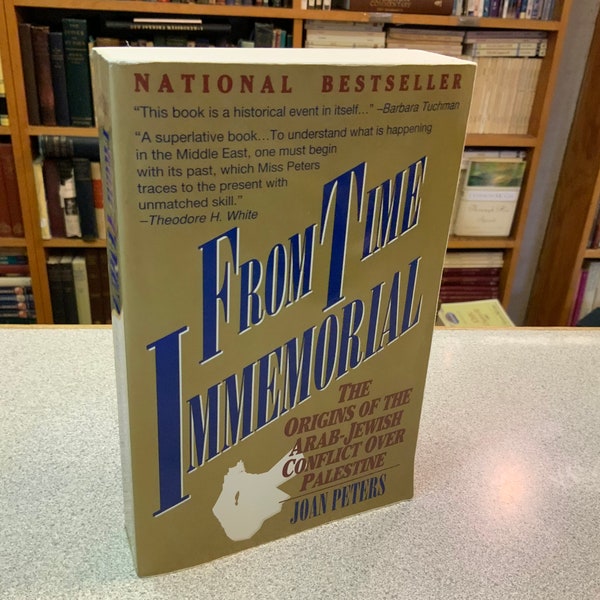 NATIONAL BESTSELLER
"This book is a historical event in itself..." –Barbara Tuchman
"A superlative book...To understand what is happening
in the Middle East, one must begin
with its past, which Miss Peters
traces to the present with
unmatched skill."
–Theodore H. White
FROM TIME
IMMEMORIAL
THE
ORIGINS OF THE
ARAB-JEWISH
CONFLICT OVER
PALESTINE
JOAN PETERS